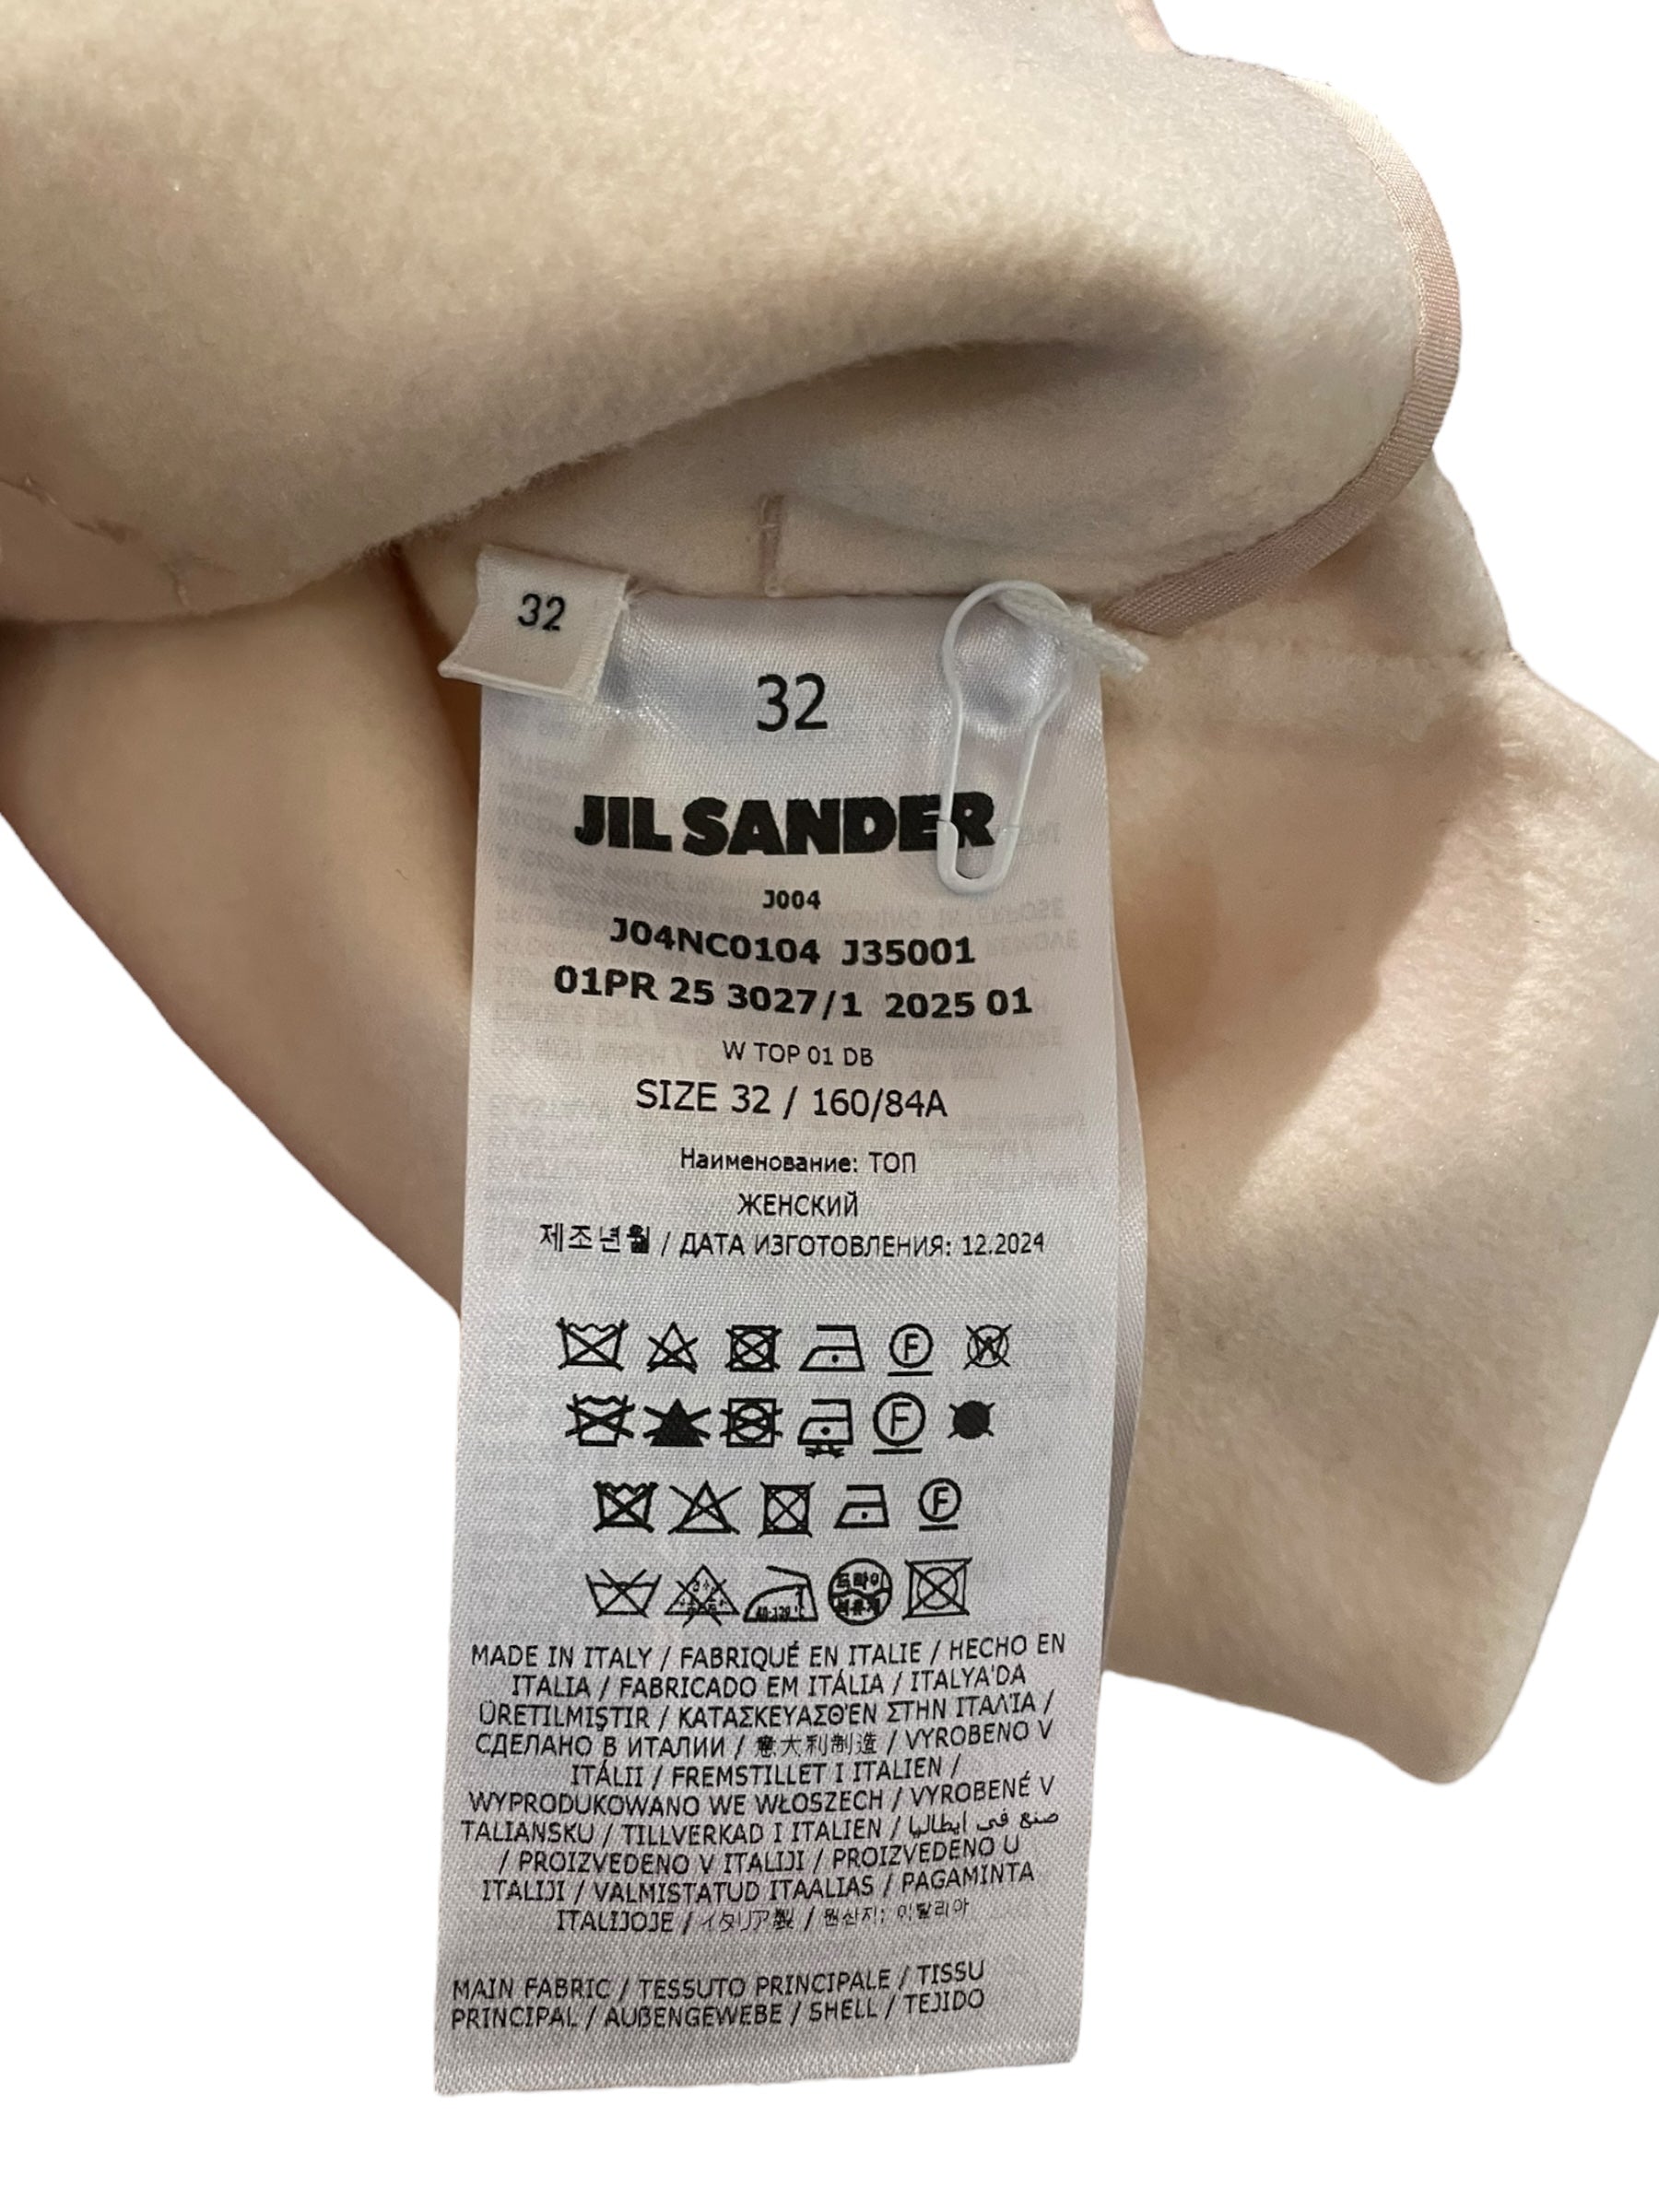 32
32
JIL SANDER
J004
J04NC0104 J35001
01PR 25 3027/1 2025 01
W TOP 01 DB
SIZE 32 / 160/84A
Наименование: ТОП
ЖЕНСКИЙ
제조년월 / ДАТА ИЗГОТОВЛЕНИЯ: 12.2024
F W
F
F
드라이
MADE IN ITALY / FABRIQUÉ EN ITALIE / HECHO EN
ITALIA / FABRICADO EM ITÁLIA / ITALYA'DA
ÜRETILMIŞTIR / ΚΑΤΑΣΚΕΥΑΣΘΈΝ ΣΤΗΝ ΙΤΑΛΊΑ /
СДЕЛАНО В ИТАЛИИ / 意大利制造 / VYROBENO V
ITÁLII / FREMSTILLET I ITALIEN /
WYPRODUKOWANO WE WŁOSZECH / VYROBENÉ V
TALIANSKU / TILLVERKAD I ITALIEN / صنع في ايطاليا
/ PROIZVEDENO V ITALIJI / PROIZVEDENO U
ITALIJI / VALMISTATUD ITAALIAS / PAGAMINTA
ITALIJOJE / イタリア製 / 원산지: 이탈리아
MAIN FABRIC / TESSUTO PRINCIPALE / TISSU
PRINCIPAL / AUßENGEWEBE / SHELL / TEJIDO